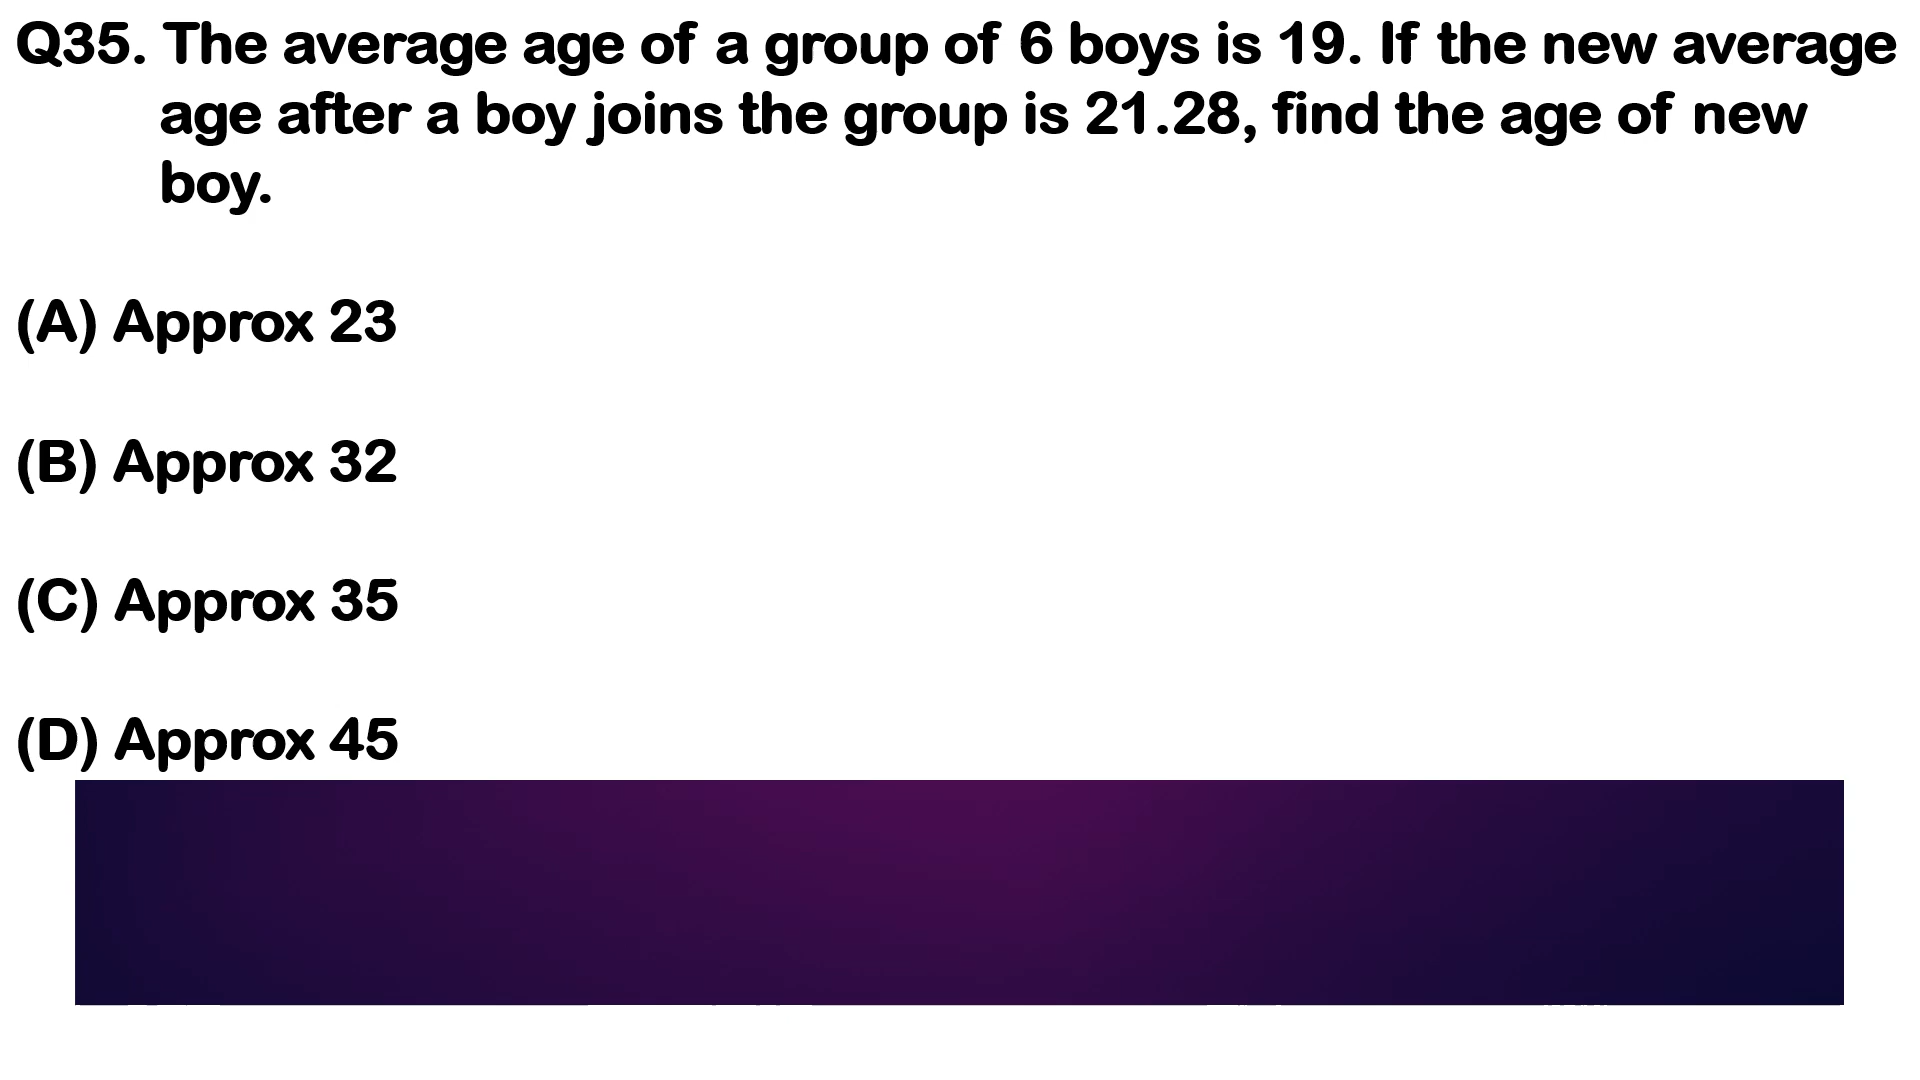 Q35. The average age of a group of 6 boys is 19. If the new average
age after a boy joins the group is 21.28, find the age of new
boy.
(A) Approx 23
(B) Approx 32
(C) Approx 35
(D) Approx 45